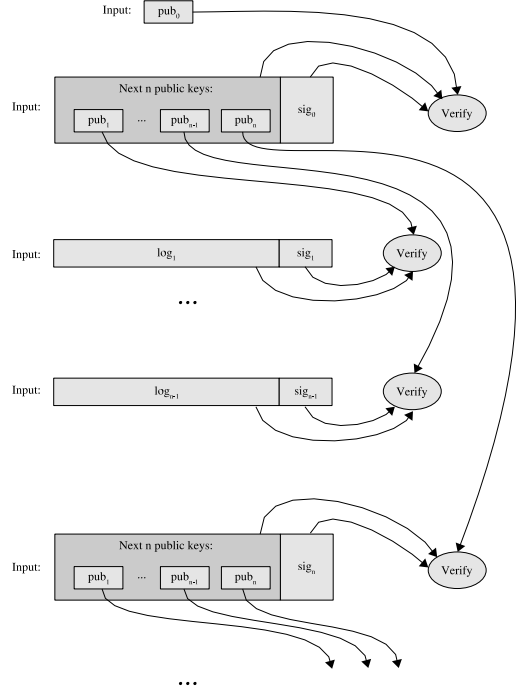 Input: pub0
Next n public keys:
Input: pub1 ... pubn-1 pubn sig0 Verify
Input: log1 sig1 Verify
...
Input: logn-1 sign-1 Verify
Next n public keys:
Input: pub1 ... pubn-1 pubn sign Verify
...